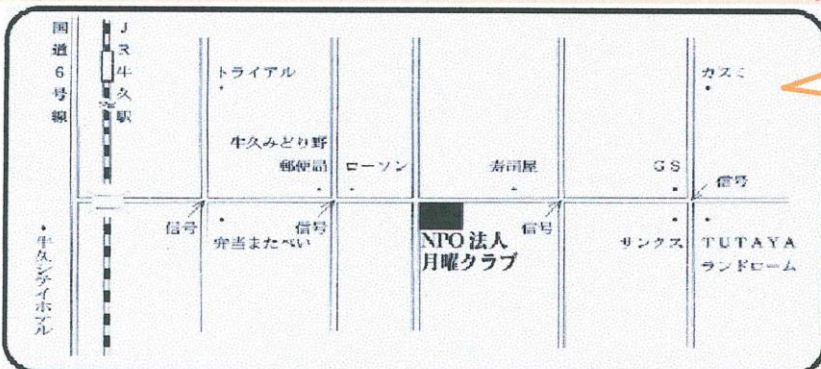 国道6号線
JR牛久駅
トライアル
カスミ
牛久みどり野
郵便局
ローソン
寿司屋
GS
信号
信号
弁当またべい
信号
NPO法人
月曜クラブ
信号
サンクス
TUTAYA
ランドローム
・牛久シテイホテル